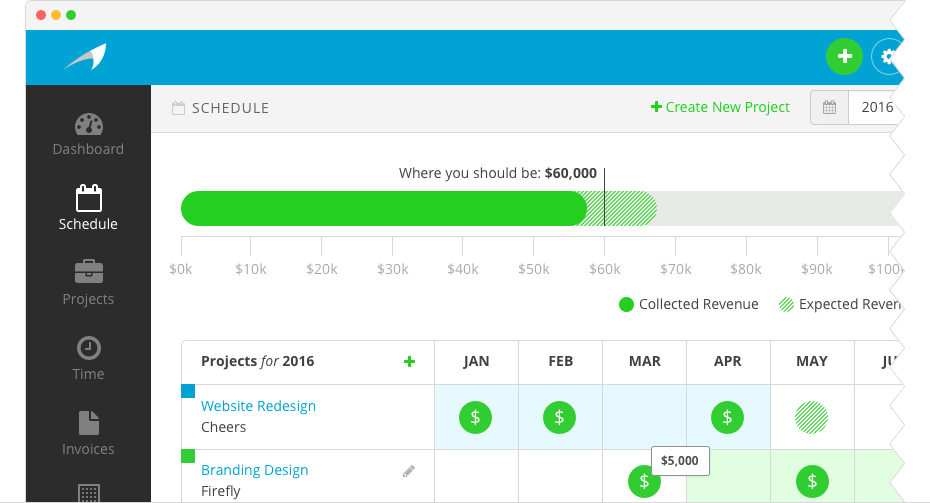 SCHEDULE
Create New Project
2016
Dashboard
Schedule
Projects
Time
Invoices
Where you should be: $60,000
$0k $10k $20k $30k $40k $50k $60k $70k $80k $90k $100
Collected Revenue
Expected Reven
Projects for 2016
JAN FEB MAR APR MAY JU
Website Redesign
Cheers
$ $ $
$5,000
Branding Design
Firefly
$ $